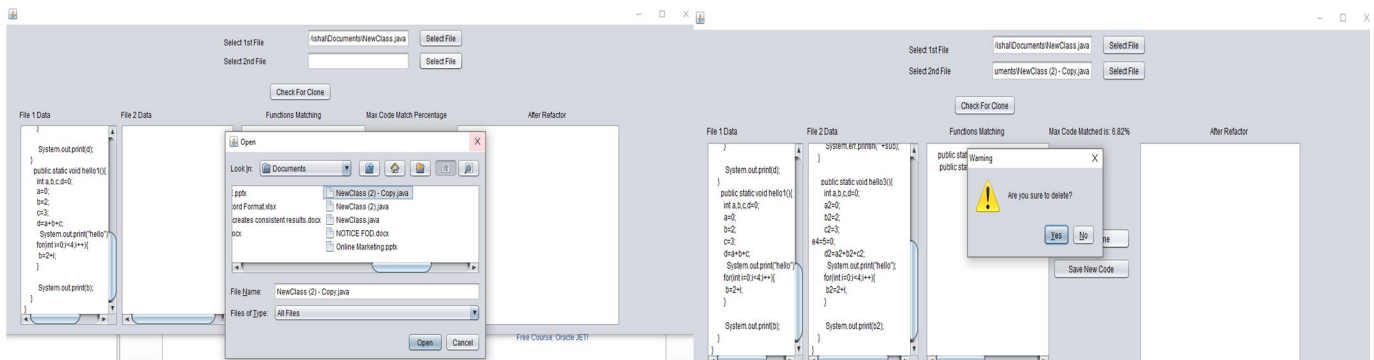 Select 1st File
/ishal\Documents\NewClass.java
Select File
Select 2nd File
Select File
Check For Clone
File 1 Data
File 2 Data
Functions Matching
Max Code Match Percentage
After Refactor
}
System.out.print(d);
}
public static void hello1(){
int a,b,c,d=0;
a=0;
b=2;
c=3;
d=a+b+c;
System.out.print("hello")
for(int i=0;i<4;i++){
b=2+i;
}
System.out.print(b);
}
}
Open
Look In:
Documents
.pptx
ord Format.xlsx
creates consistent results.docx
ocx
NewClass (2) - Copy.java
NewClass (2).java
NewClass.java
NOTICE FOD.docx
Online Marketing.pptx
File Name:
NewClass (2) - Copy.java
Files of Type:
All Files
Open
Cancel
Free Course: Oracle JET!
Select 1st File
/ishal\Documents\NewClass.java
Select File
Select 2nd File
uments\NewClass (2) - Copy.java
Select File
Check For Clone
File 1 Data
File 2 Data
Functions Matching
Max Code Matched is: 6.82%
After Refactor
}
System.out.print(d);
}
public static void hello1(){
int a,b,c,d=0;
a=0;
b=2;
c=3;
d=a+b+c;
System.out.print("hello")
for(int i=0;i<4;i++){
b=2+i;
}
System.out.print(b);
}
}
System.err.println(""+sub);
}
public static void hello3(){
int a,b,c,d=0;
a2=0;
b2=2;
c2=3;
e4=5=0;
d2=a2+b2+c2;
System.out.print("hello");
for(int i=0;i<4;i++){
b2=2+i;
}
System.out.print(b2);
}
}
public stat
public sta
Warning
Are you sure to delete?
Yes
No
ne
Save New Code